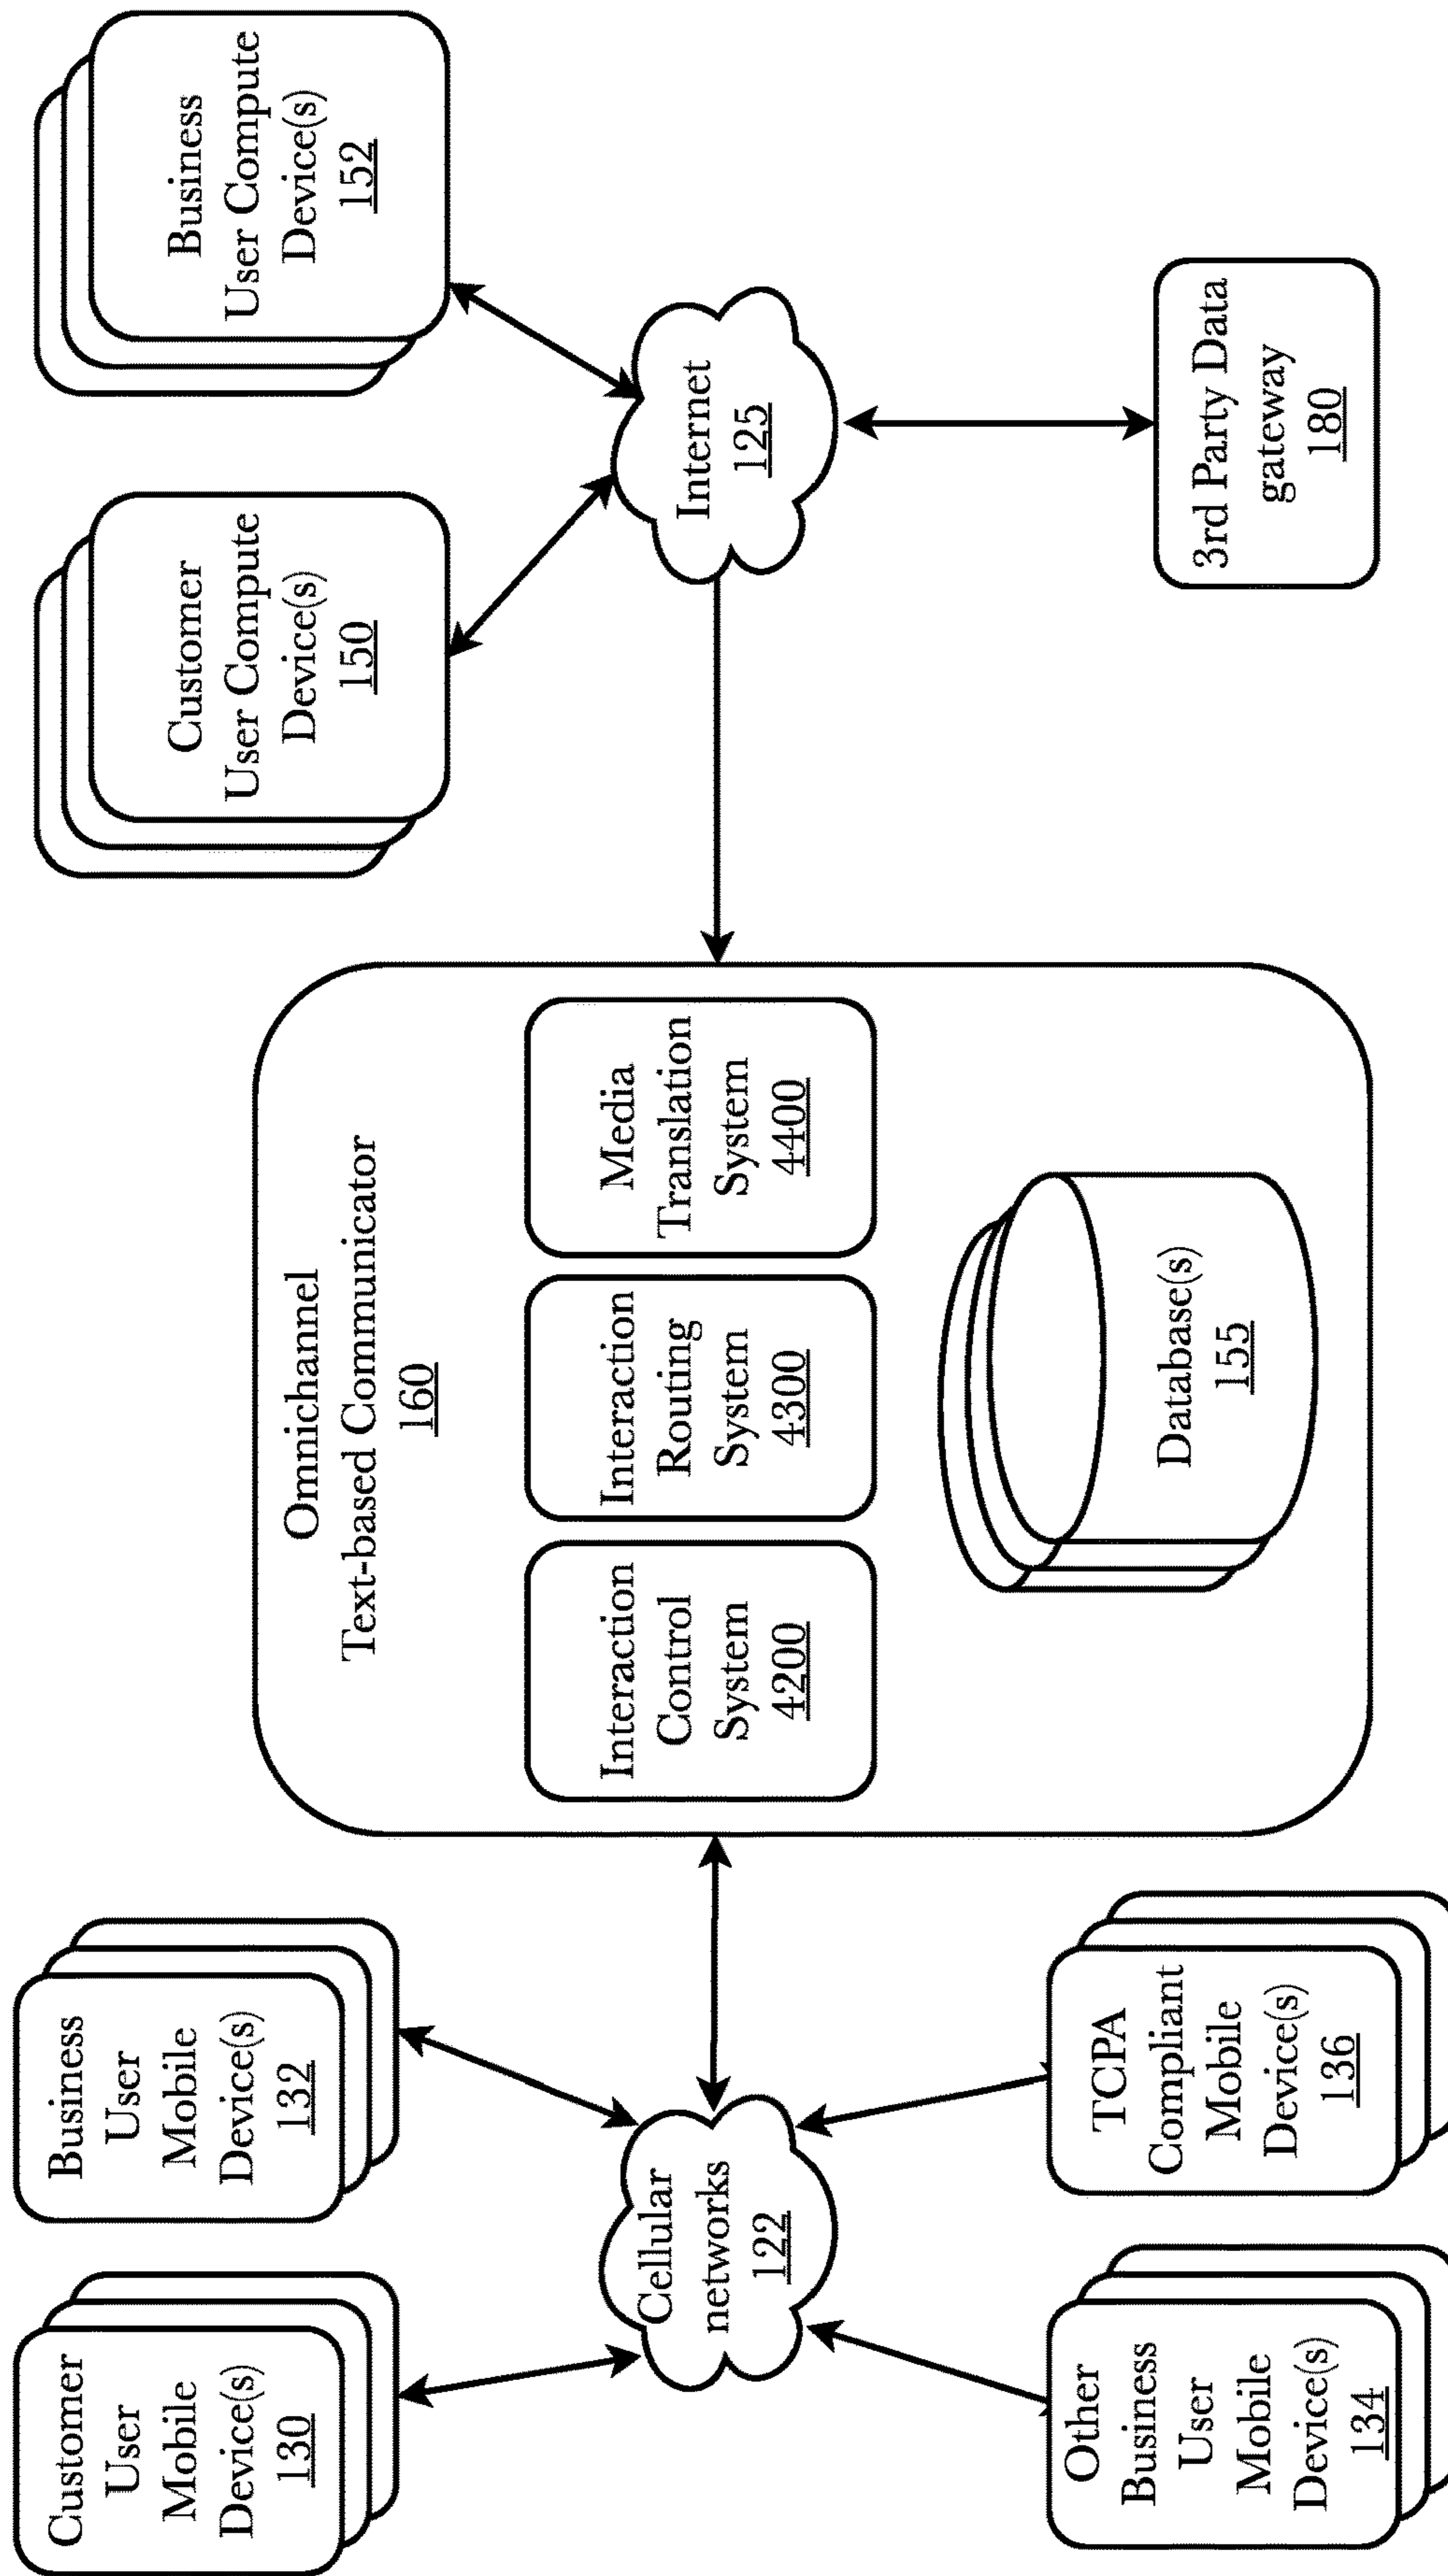 Customer
User
Mobile
Device(s)
130
Business
User
Mobile
Device(s)
132
Omnichannel
Text-based Communicator
160
Customer
User Compute
Device(s)
150
Business
User Compute
Device(s)
152
Cellular
networks
122
Interaction
Control
System
4200
Interaction
Routing
System
4300
Media
Translation
System
4400
Internet
125
Other
Business
User
Mobile
Device(s)
134
TCPA
Compliant
Mobile
Device(s)
136
Database(s)
155
3rd Party Data
gateway
180